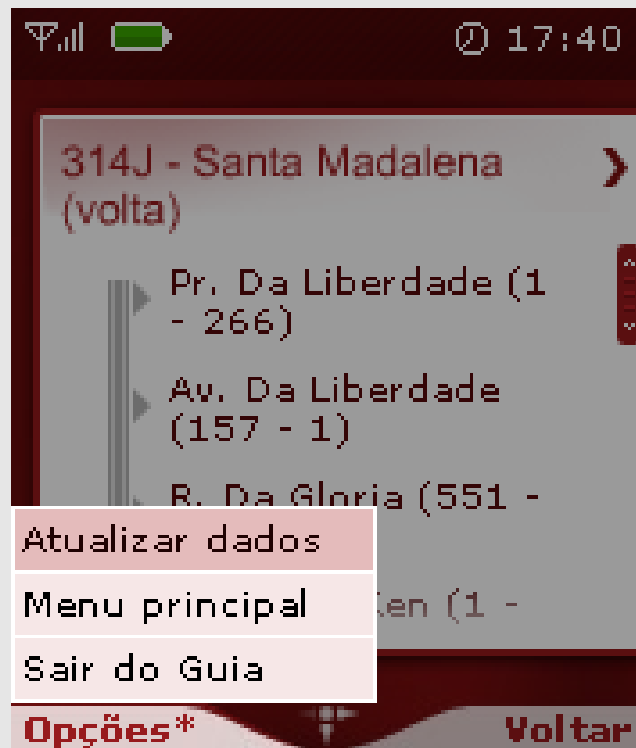 17:40
314J - Santa Madalena
(volta)
Pr. Da Liberdade (1
- 266)
Av. Da Liberdade
(157 - 1)
R. Da Gloria (551 -
Atualizar dados
Menu principal
(1 -
Sair do Guia
Opções*
Voltar